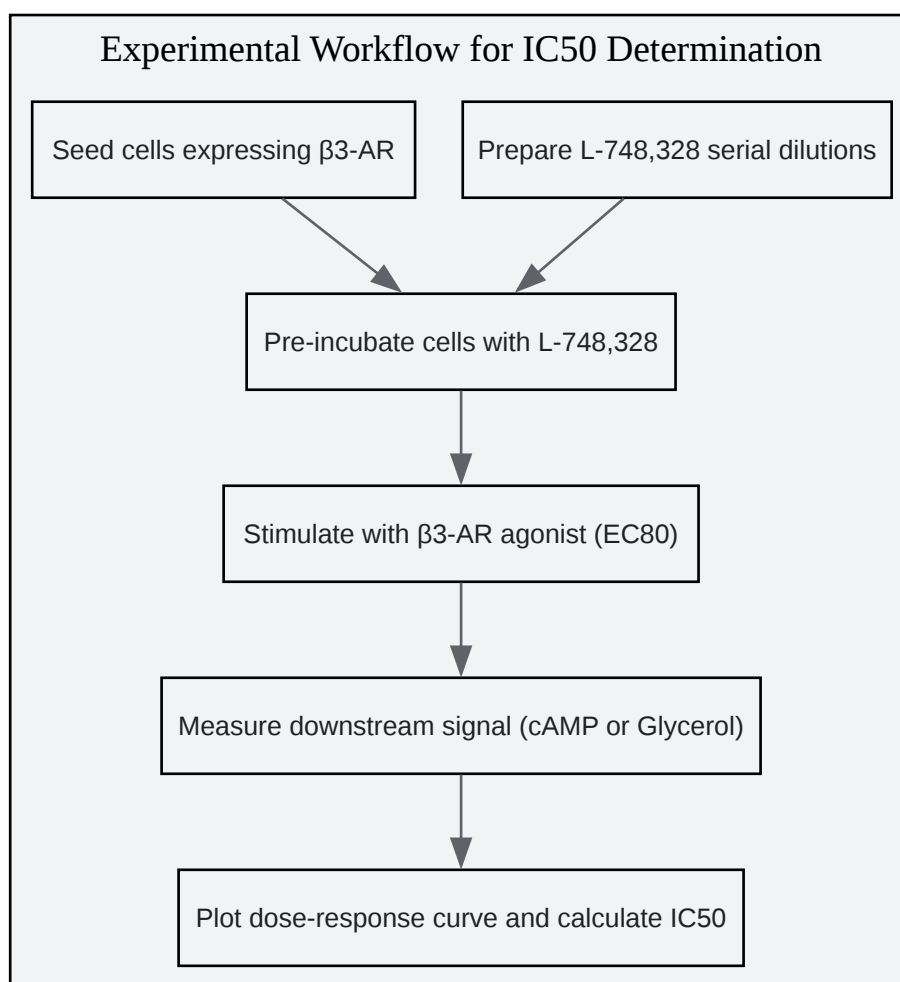 Experimental Workflow for IC50 Determination
Seed cells expressing β3-AR
Prepare L-748,328 serial dilutions
Pre-incubate cells with L-748,328
Stimulate with β3-AR agonist (EC80)
Measure downstream signal (cAMP or Glycerol)
Plot dose-response curve and calculate IC50